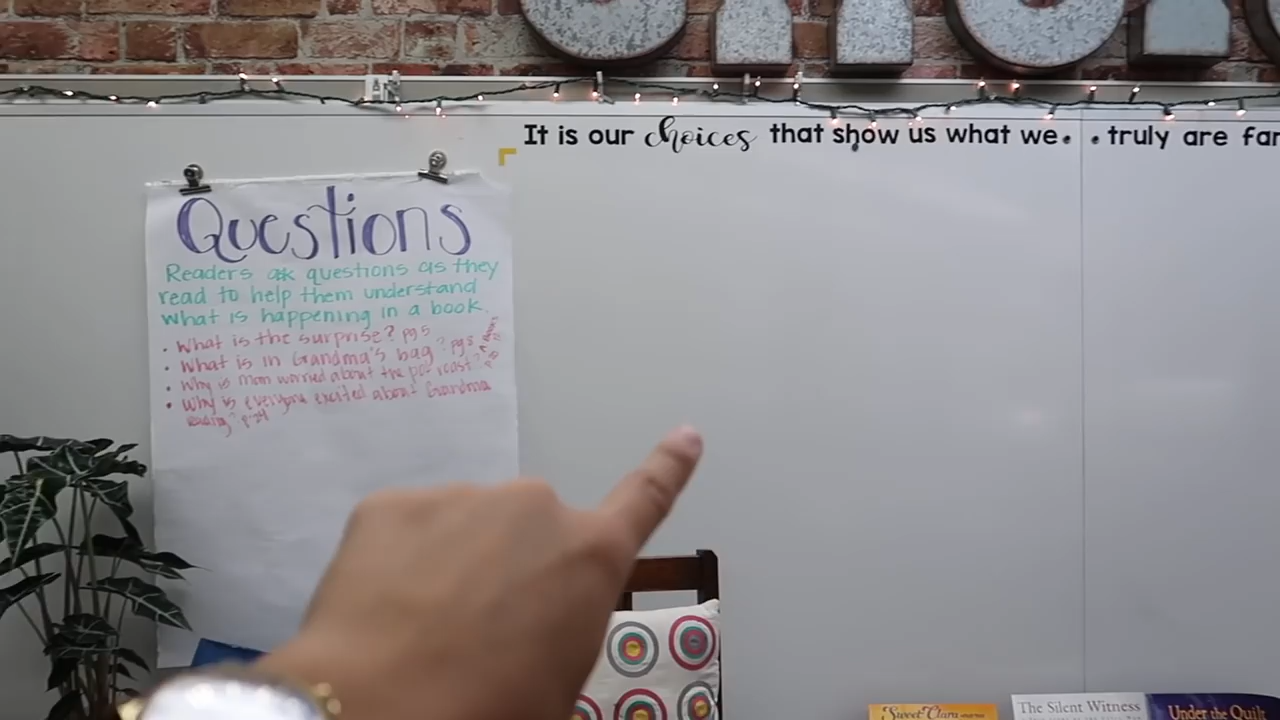 It is our choices that show us what we truly are far
Questions
Readers ask questions as they
read to help them understand
what is happening in a book.
• What is the surprise? pg 5
• What is in Grandma's bag? pg 8
• Why is mom worried about the pot roast?
• Why is everyone excited about Grandma
reading?
Sweet Clara
The Silent Witness
Under the Quilt